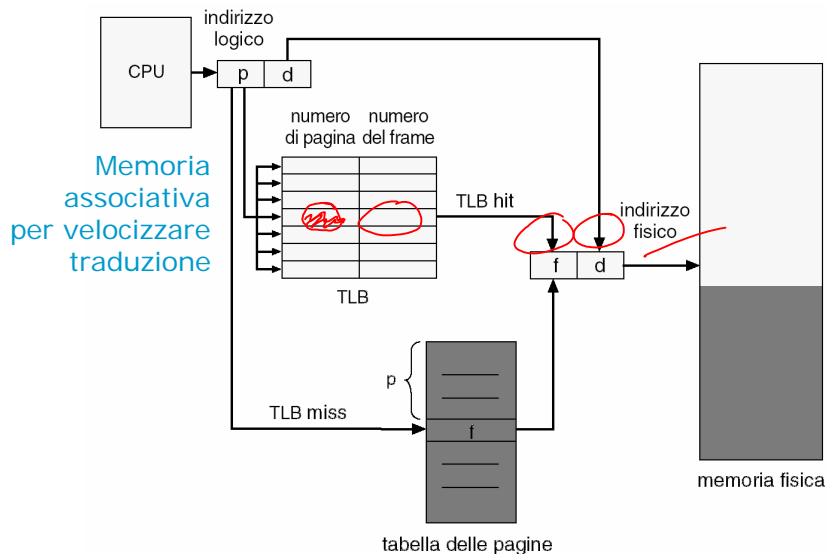 indirizzo
logico
CPU
p
d
numero
di pagina
numero
del frame
Memoria
associativa
per velocizzare
traduzione
TLB hit
indirizzo
fisico
f
d
TLB
p
TLB miss
f
memoria fisica
tabella delle pagine